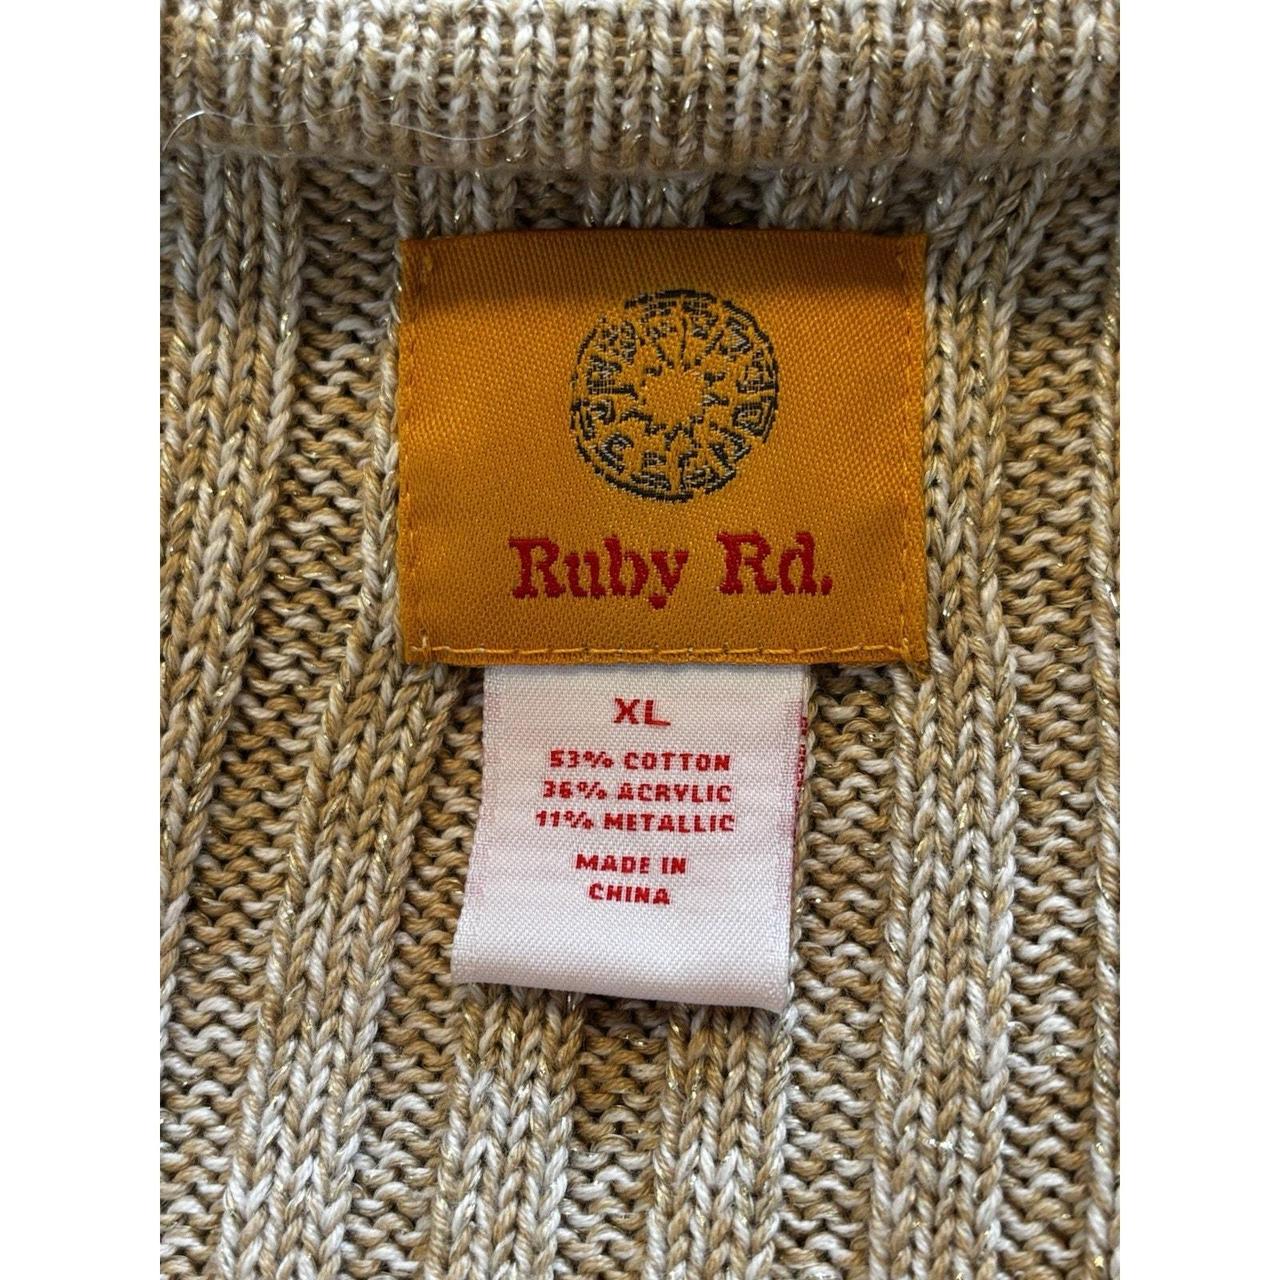 Ruby Rd.
XL
53% COTTON
36% ACRYLIC
11% METALLIC
MADE IN
CHINA